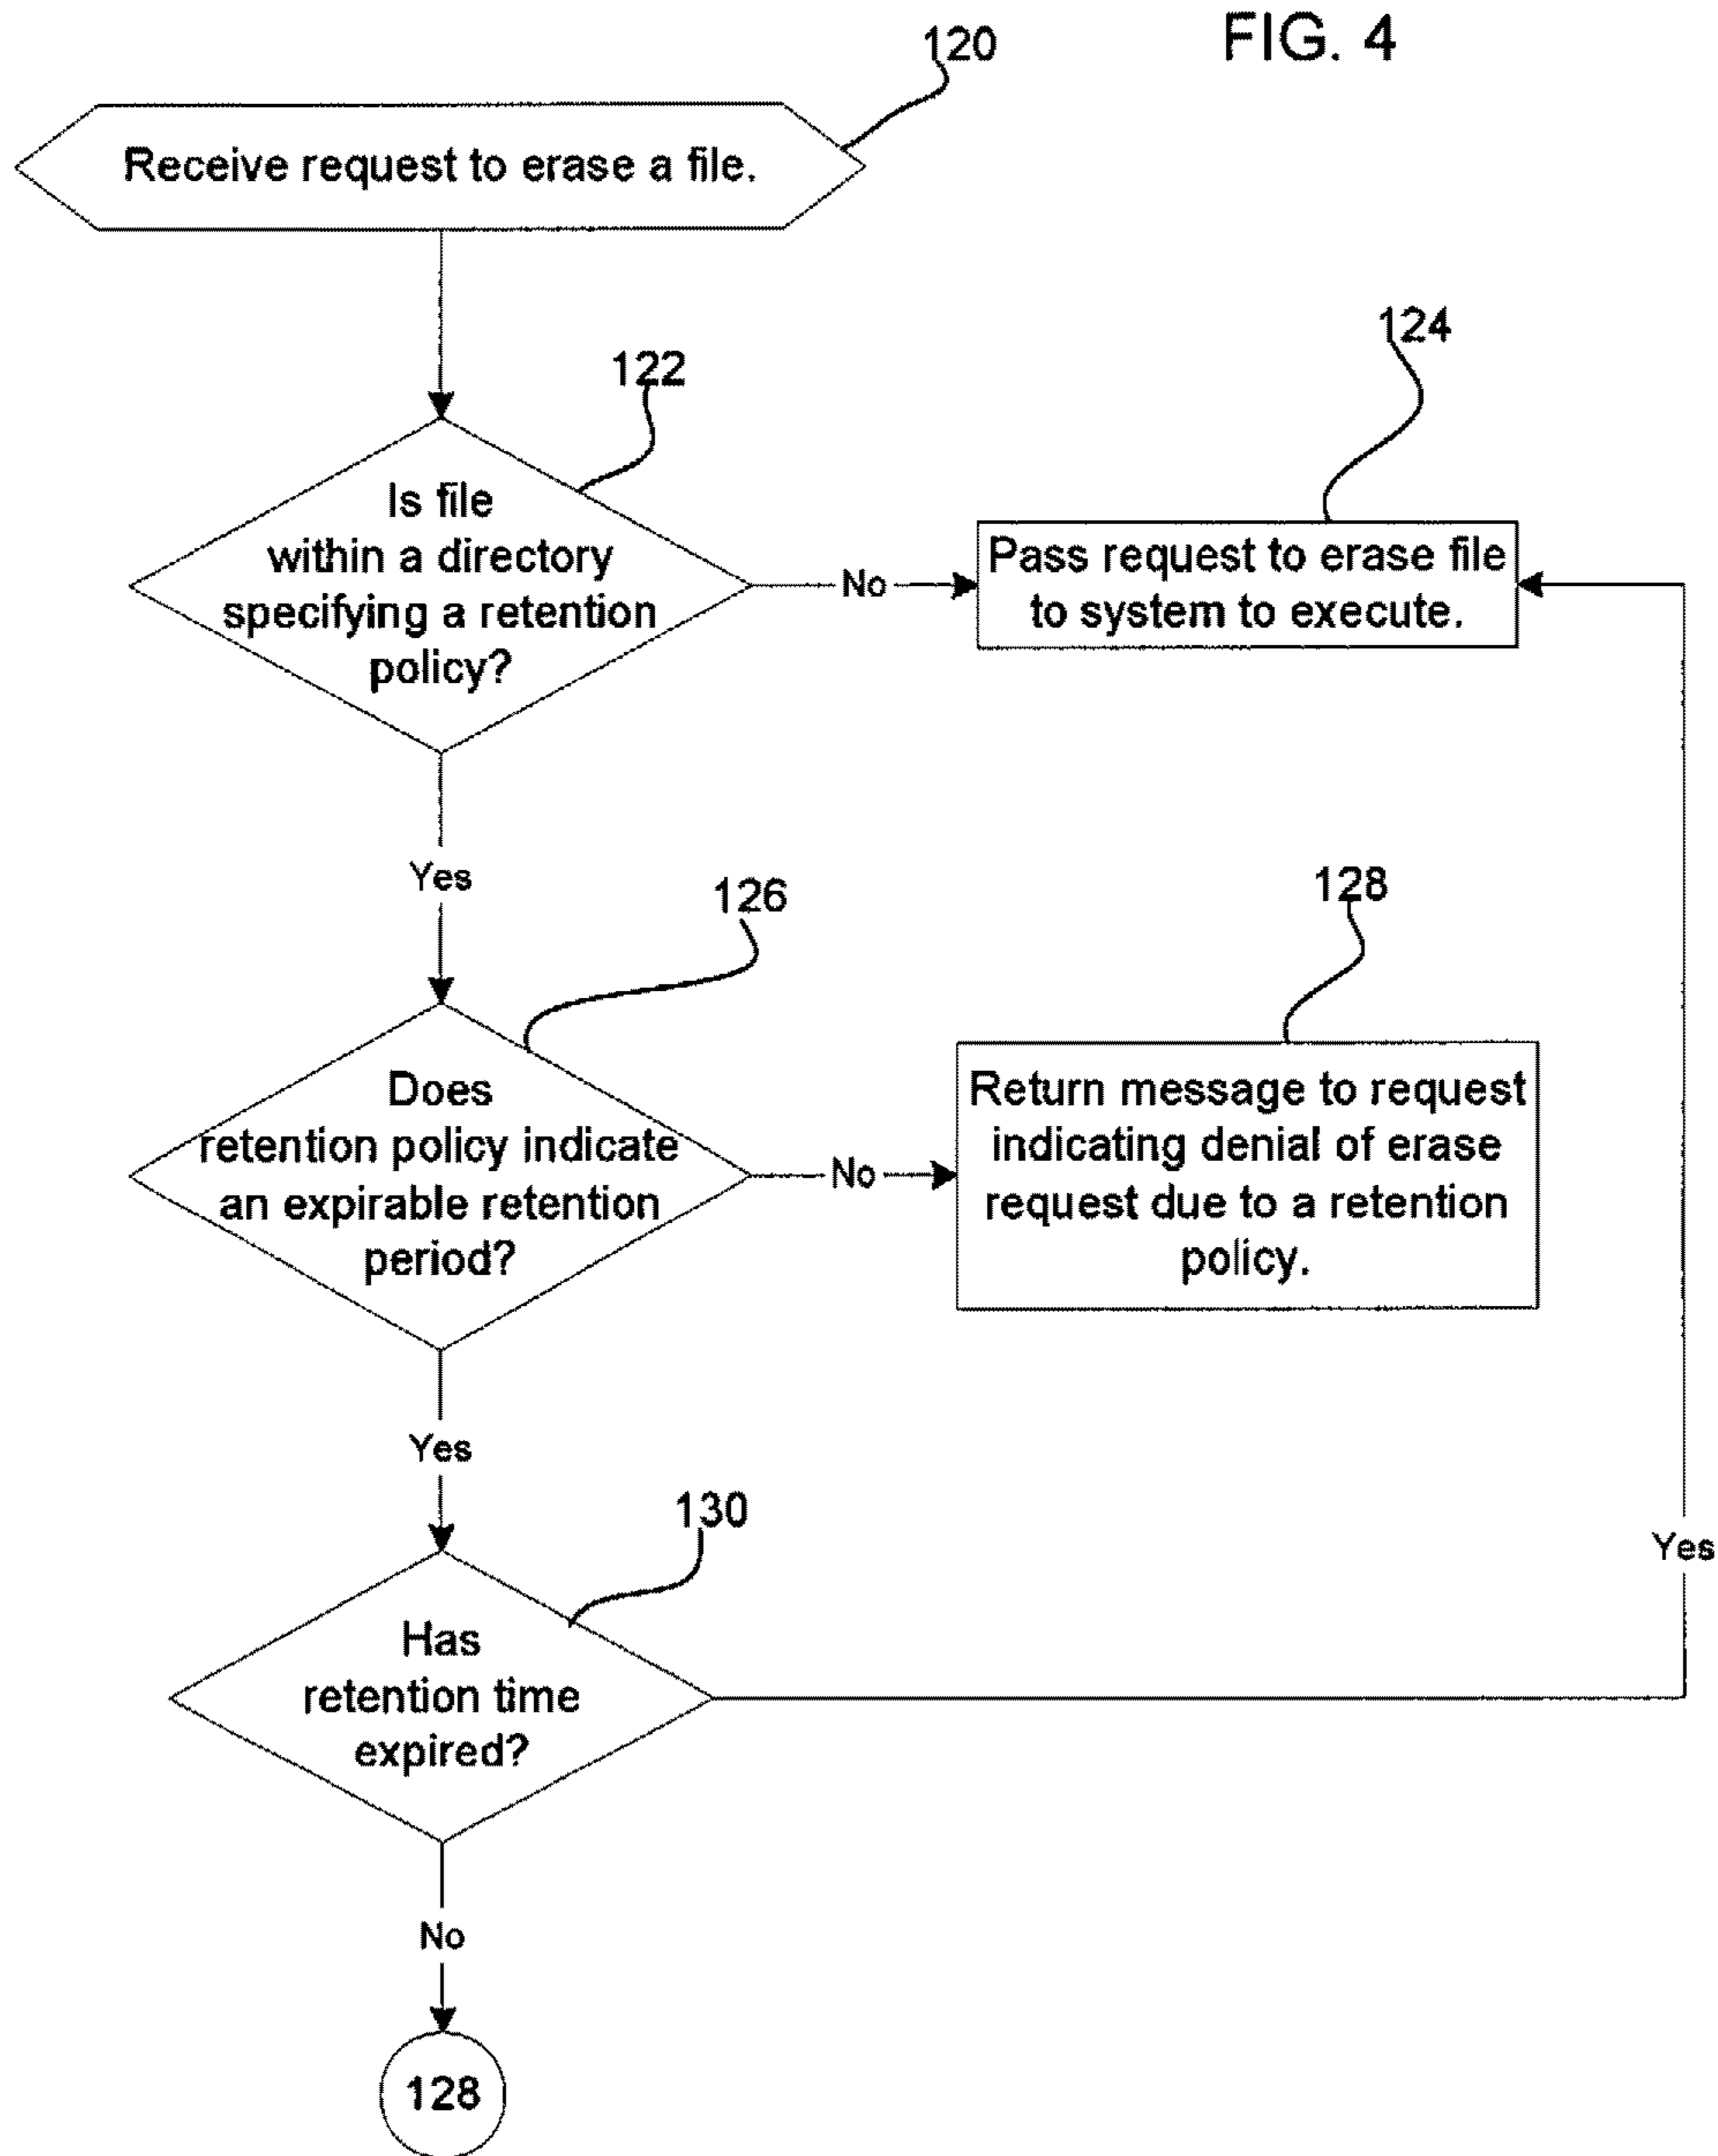 FIG. 4
120
Receive request to erase a file.
122
Is file
within a directory
specifying a retention
policy?
No
124
Pass request to erase file
to system to execute.
Yes
126
Does
retention policy indicate
an expirable retention
period?
No
128
Return message to request
indicating denial of erase
request due to a retention
policy.
Yes
130
Has
retention time
expired?
Yes
No
128